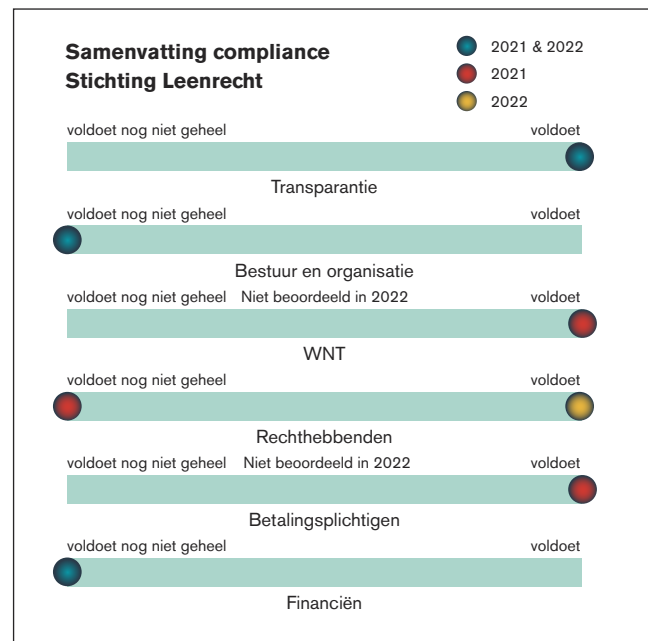 Samenvatting compliance
Stichting Leenrecht
2021 & 2022
2021
2022
voldoet nog niet geheel voldoet
Transparantie
voldoet nog niet geheel voldoet
Bestuur en organisatie
voldoet nog niet geheel Niet beoordeeld in 2022 voldoet
WNT
voldoet nog niet geheel voldoet
Rechthebbenden
voldoet nog niet geheel Niet beoordeeld in 2022 voldoet
Betalingsplichtigen
voldoet nog niet geheel voldoet
Financiën